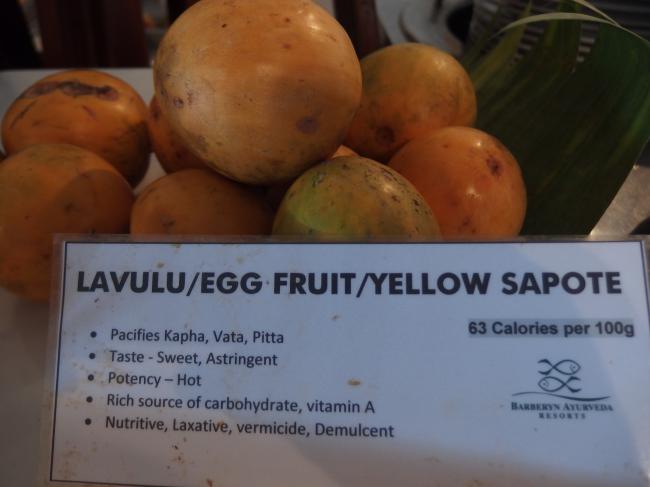 LAVULU/EGG FRUIT/YELLOW SAPOTE
63 Calories per 100g
• Pacifies Kapha, Vata, Pitta
• Taste - Sweet, Astringent
• Potency – Hot
• Rich source of carbohydrate, vitamin A
• Nutritive, Laxative, vermicide, Demulcent
BARBERYN AYURVEDA
RESORTS